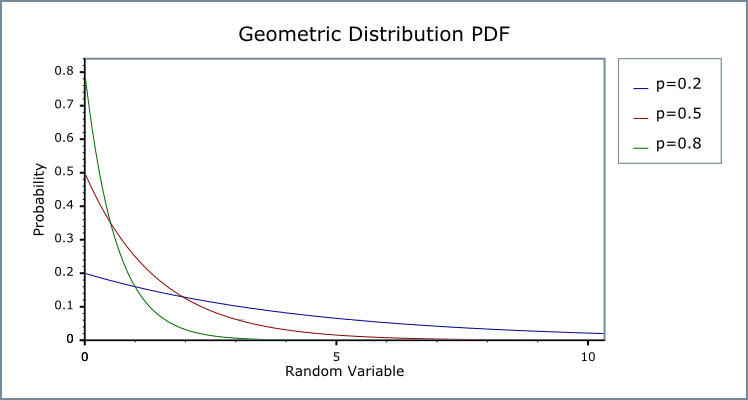 Geometric Distribution PDF
p=0.2
p=0.5
p=0.8
Probability
0.8
0.7
0.6
0.5
0.4
0.3
0.2
0.1
0
0 5 10
Random Variable